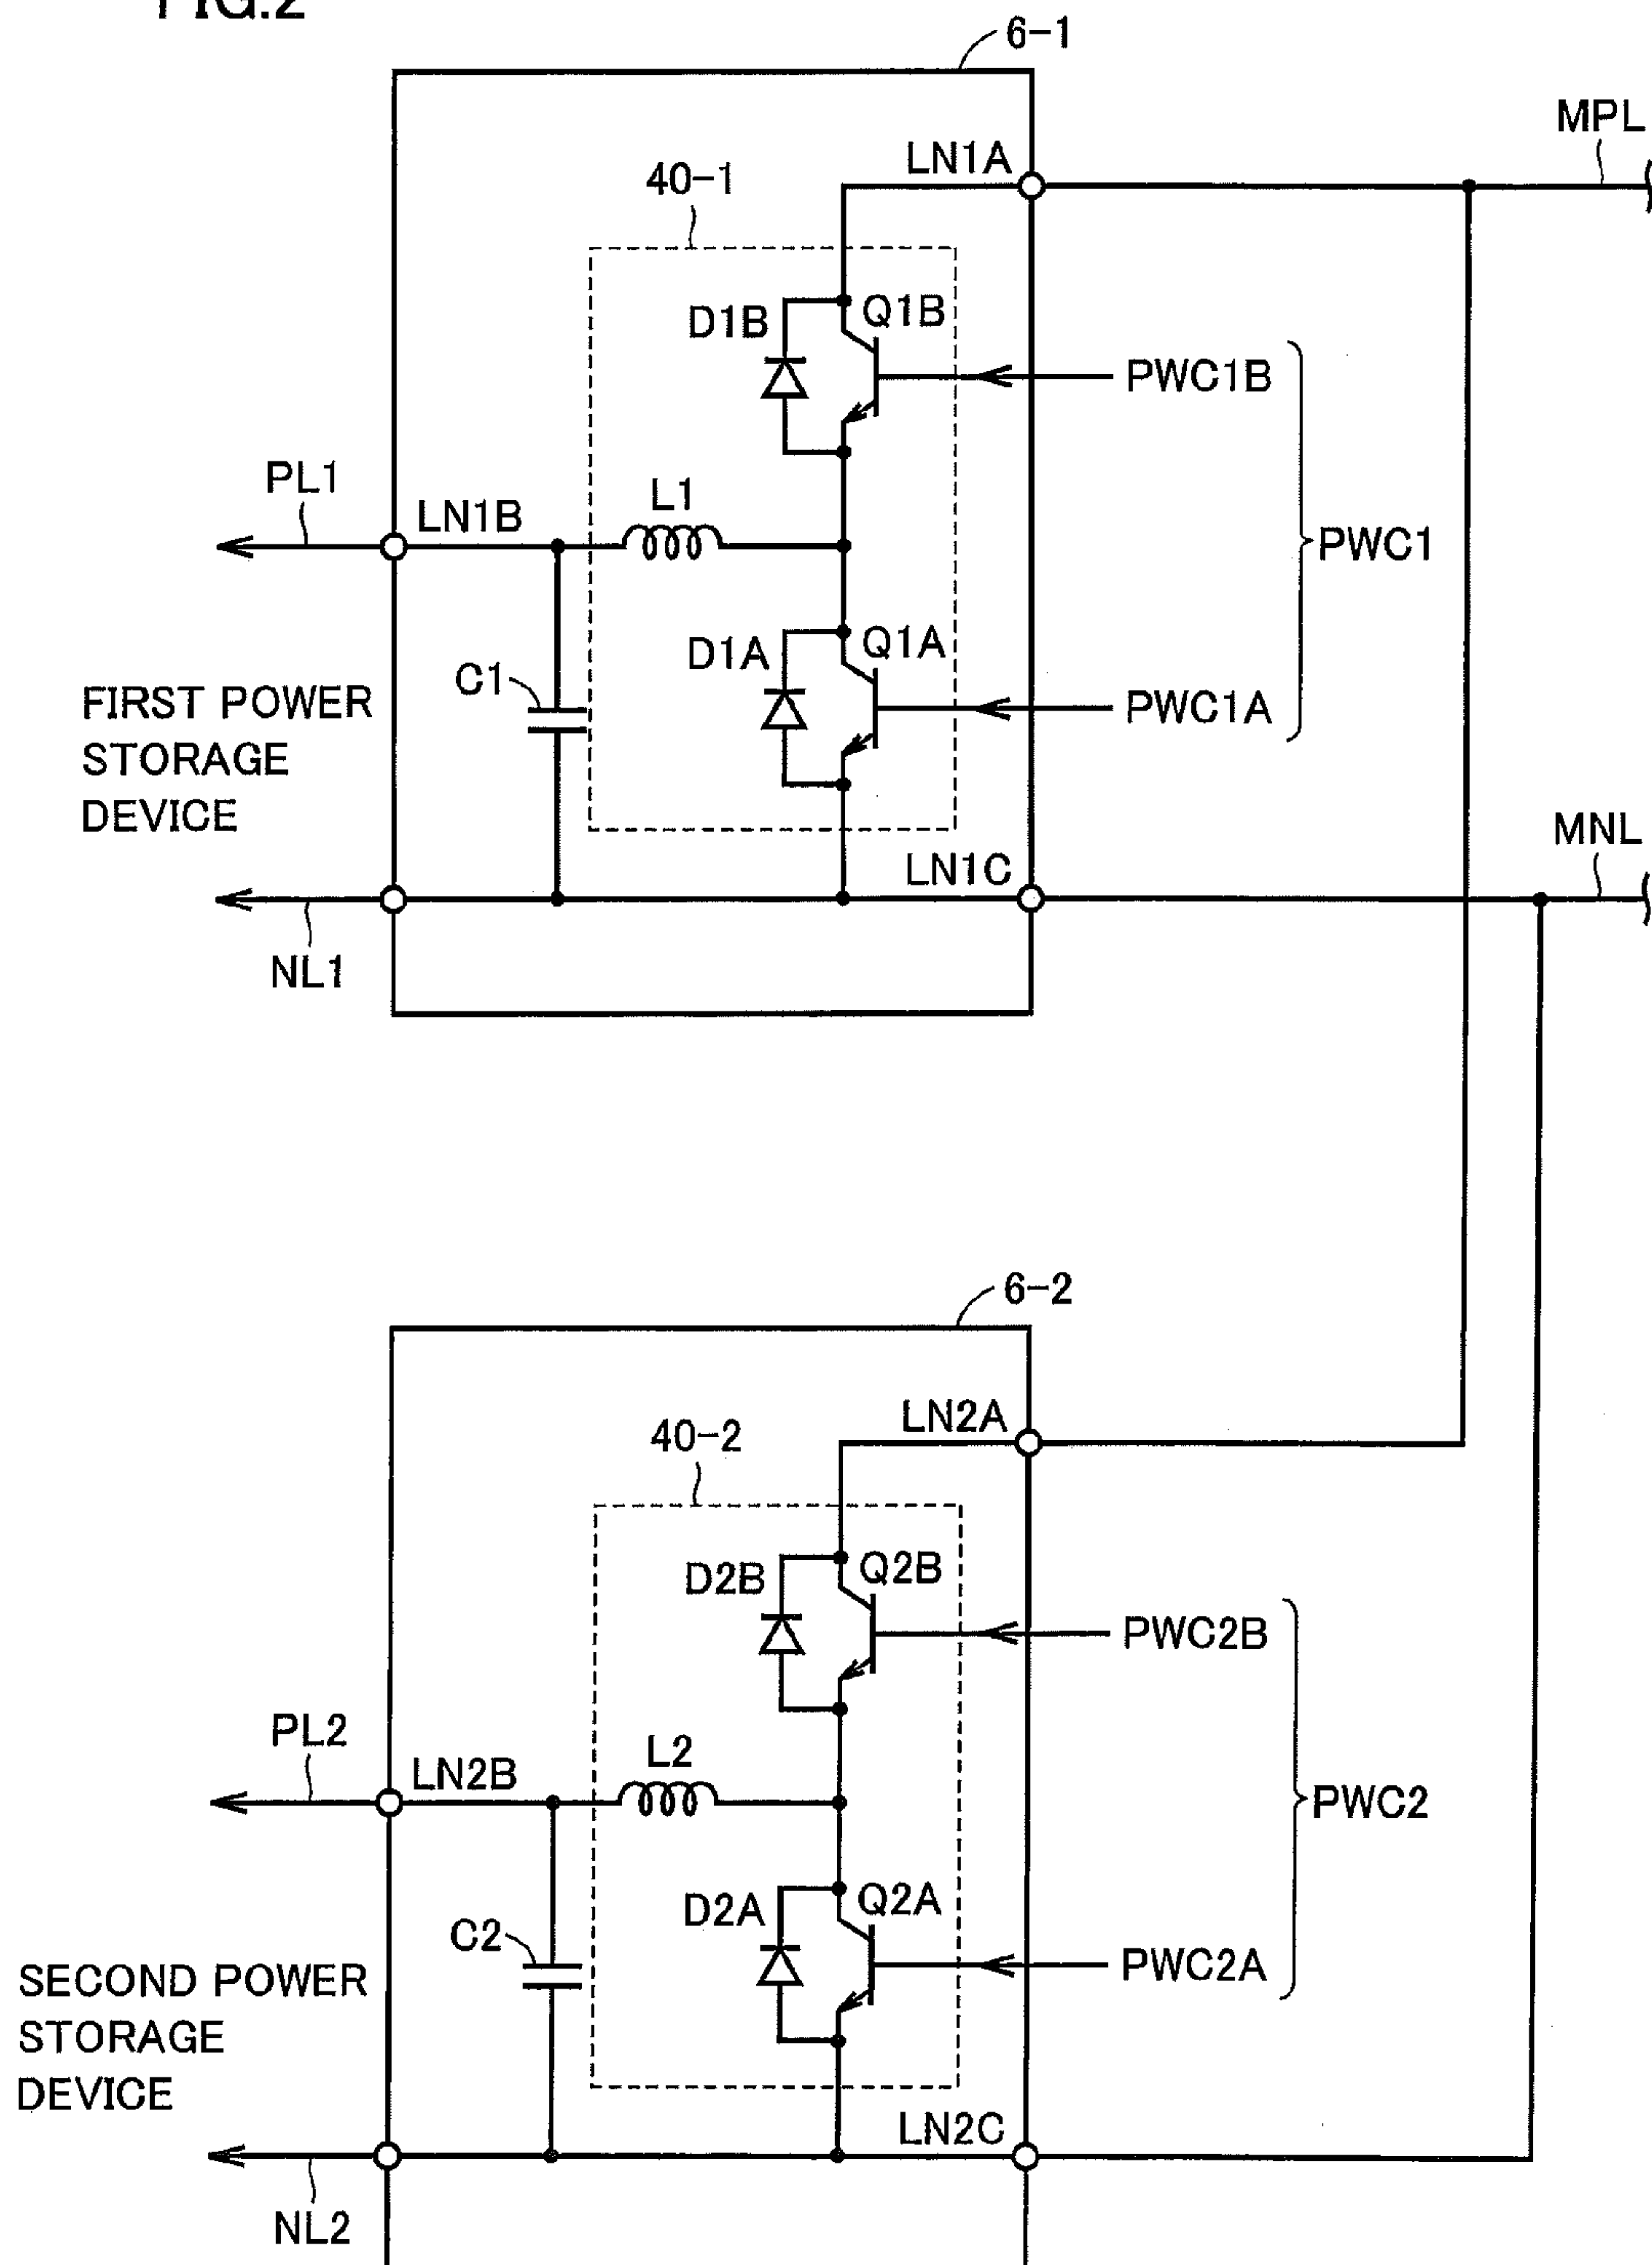 FIG.2
6-1
MPL
LN1A
40-1
D1B
Q1B
PWC1B
PL1
LN1B
L1
PWC1
D1A
Q1A
C1
PWC1A
FIRST POWER
STORAGE
DEVICE
MNL
LN1C
NL1
6-2
LN2A
40-2
D2B
Q2B
PWC2B
PL2
LN2B
L2
PWC2
D2A
Q2A
C2
PWC2A
SECOND POWER
STORAGE
DEVICE
LN2C
NL2